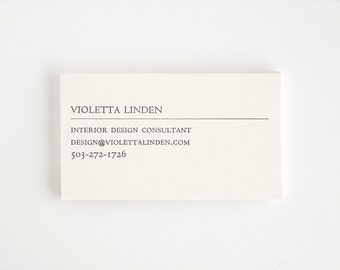 VIOLETTA LINDEN
INTERIOR DESIGN CONSULTANT
DESIGN@VIOLETTALINDEN.COM
503-272-1726